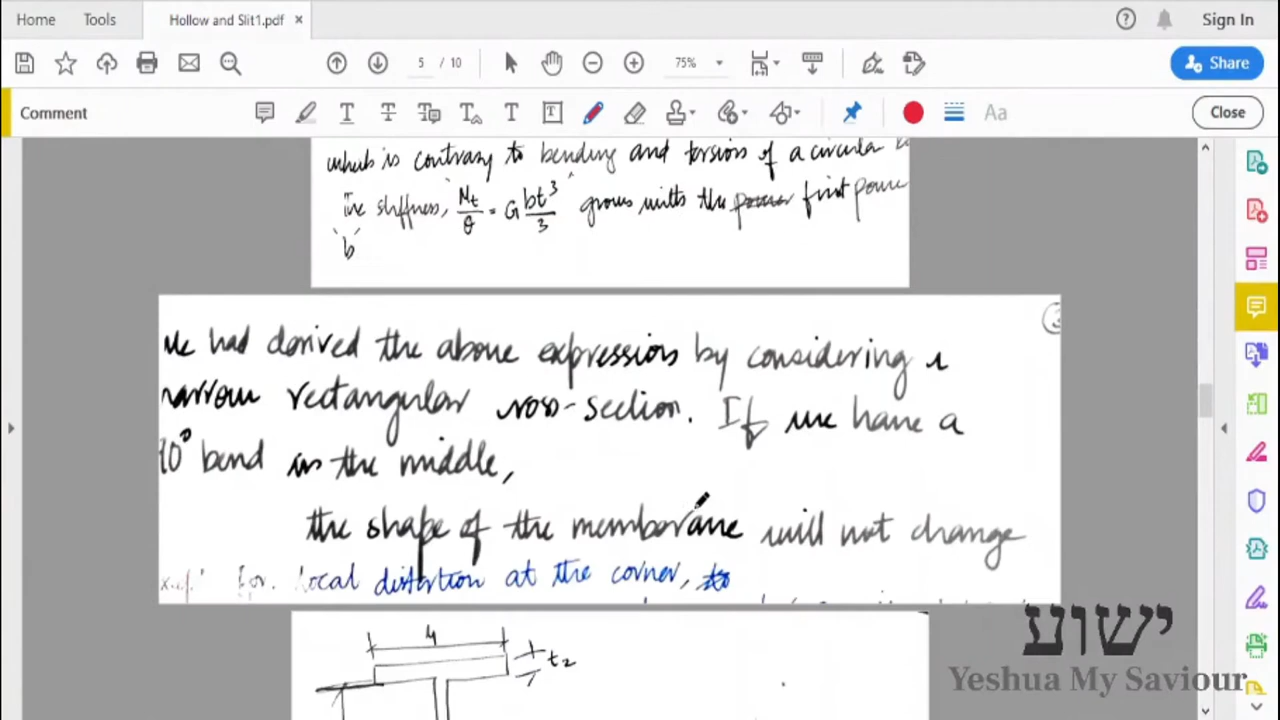 Home Tools Hollow and Slit1.pdf × Sign In
5 / 10 75% Share
Comment Aa Close
which is contrary to bending and torsion of a circular
The stiffness, Mt/θ = G bt³/3 grows with the first power
b
We had derived the above expression by considering a
3
narrow rectangular cross-section. If we have a
90° bend in the middle,
the shape of the membrane will not change
for local distortion at the corner,
t2
ישוע
Yeshua My Saviour